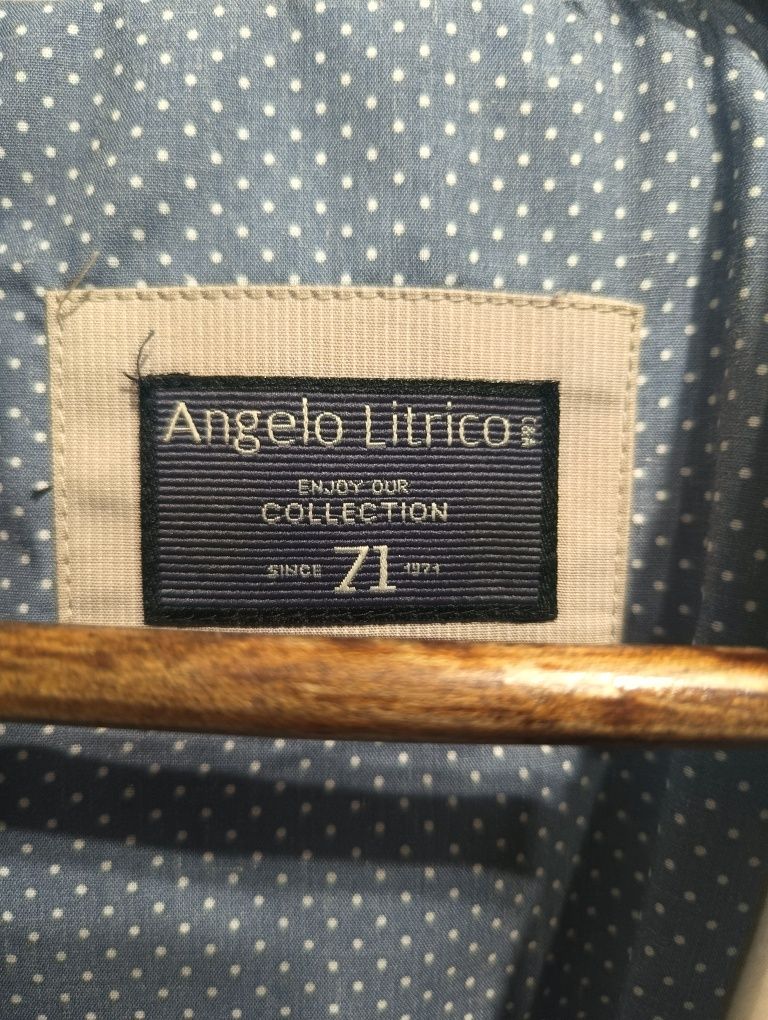 Angelo Litrico C&A
ENJOY OUR
COLLECTION
SINCE 71 1971